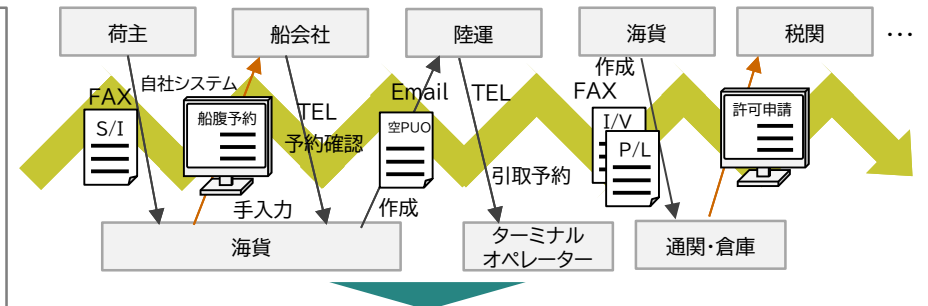 荷主
船会社
陸運
海貨
税関
…
自社システム
作成
FAX
S/I
船腹予約
TEL
予約確認
Email
空PUO
TEL
FAX
I/V
P/L
許可申請
引取予約
手入力
作成
海貨
ターミナル
オペレーター
通関・倉庫